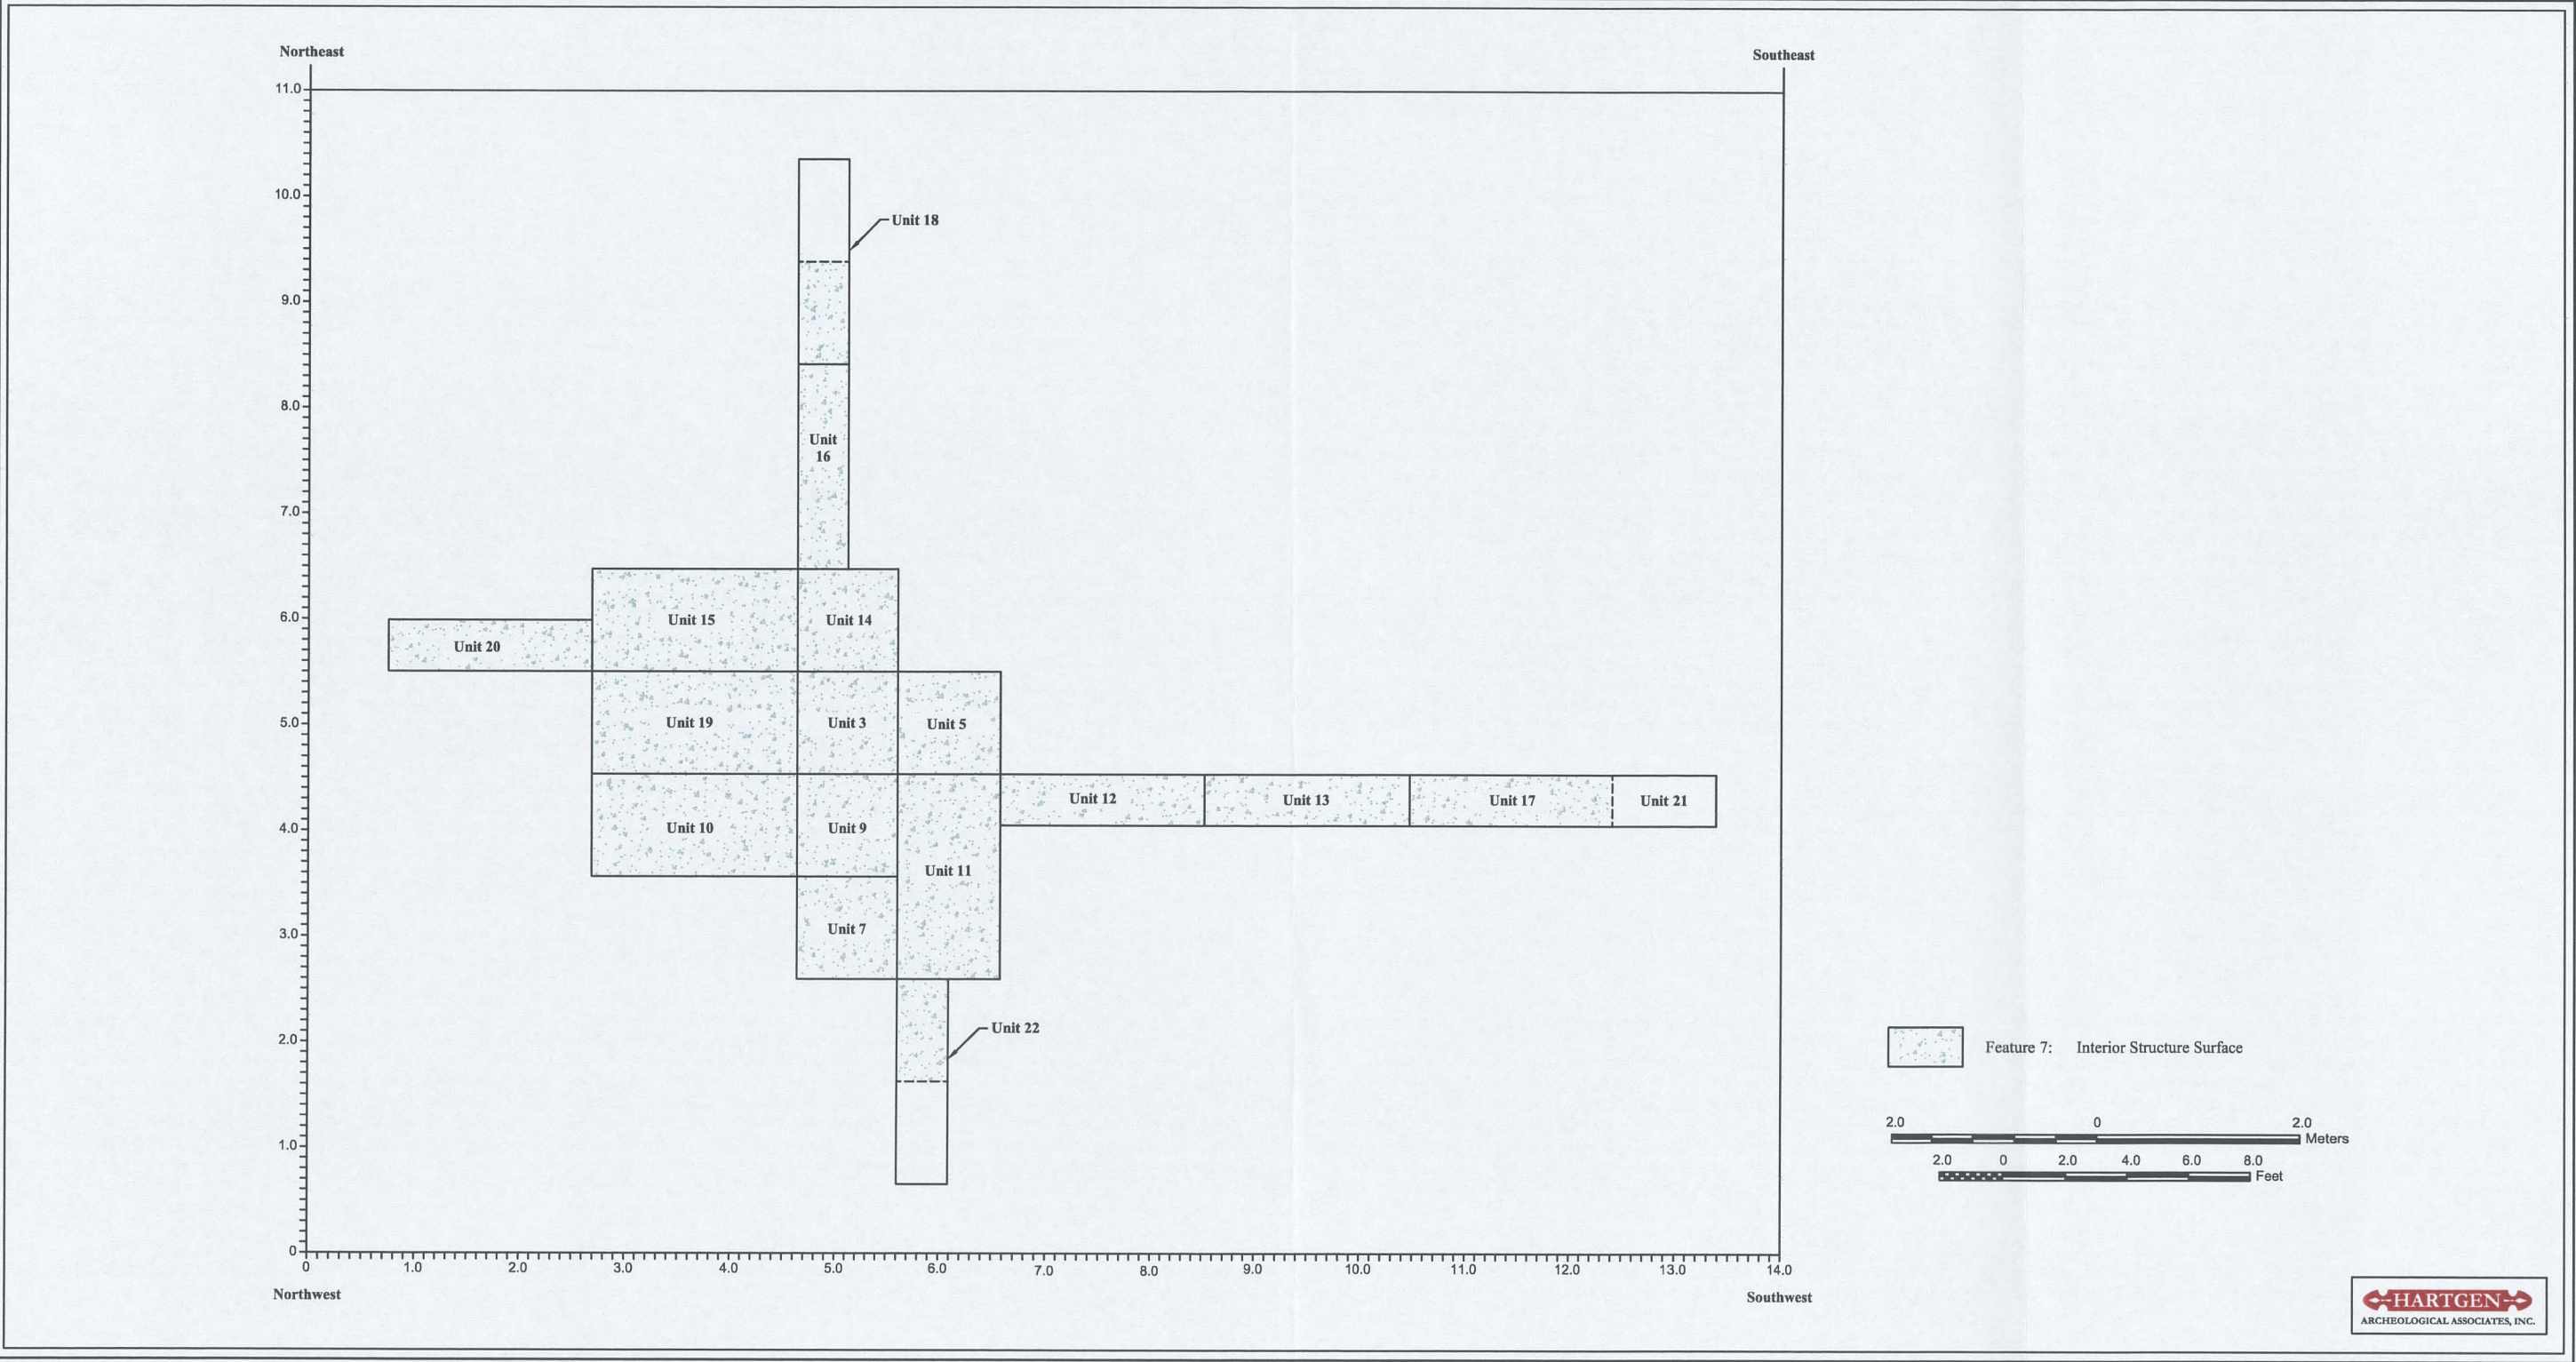 Northeast
Southeast
11.0
10.0
Unit 18
9.0
8.0
Unit
16
7.0
6.0
Unit 15
Unit 14
Unit 20
5.0
Unit 19
Unit 3
Unit 5
Unit 12
Unit 13
Unit 17
Unit 21
4.0
Unit 10
Unit 9
Unit 11
3.0
Unit 7
2.0
Unit 22
Feature 7: Interior Structure Surface
2.0 0 2.0
Meters
2.0 0 2.0 4.0 6.0 8.0
Feet
1.0
0
0 1.0 2.0 3.0 4.0 5.0 6.0 7.0 8.0 9.0 10.0 11.0 12.0 13.0 14.0
Northwest
Southwest
HARTGEN
ARCHEOLOGICAL ASSOCIATES, INC.